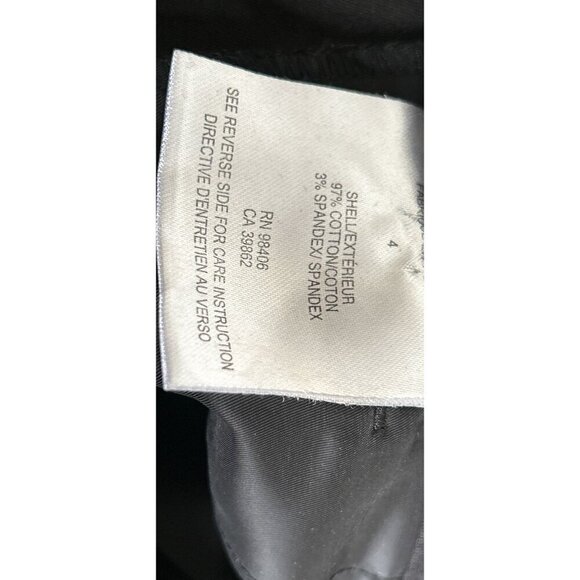 4
SHELL/EXTÉRIEUR
97% COTTON/COTON
3% SPANDEX/ SPANDEX
RN 98406
CA 39862
SEE REVERSE SIDE FOR CARE INSTRUCTION
DIRECTIVE D'ENTRETIEN AU VERSO